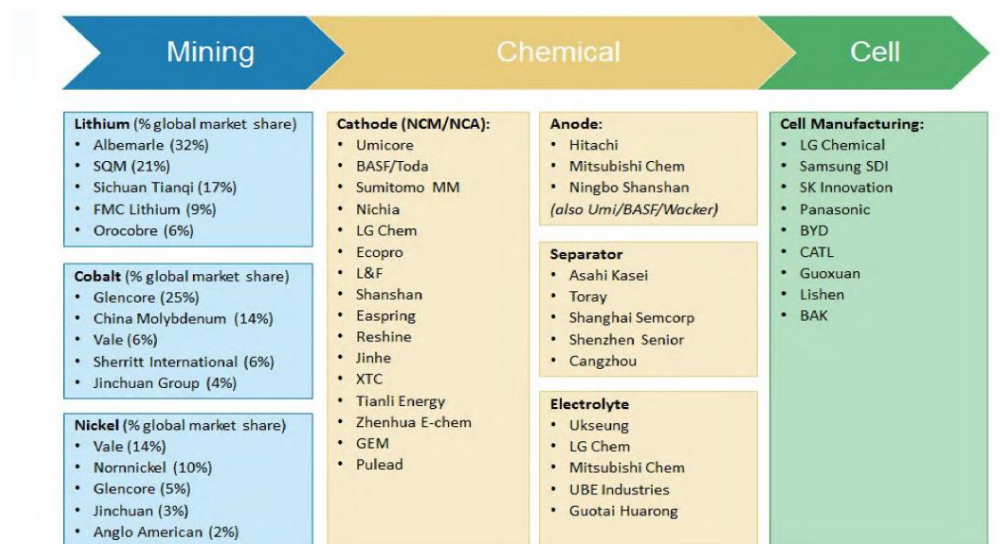 Mining
Chemical
Cell
Lithium (% global market share)
• Albemarle (32%)
• SQM (21%)
• Sichuan Tianqi (17%)
• FMC Lithium (9%)
• Orocobre (6%)
Cobalt (% global market share)
• Glencore (25%)
• China Molybdenum (14%)
• Vale (6%)
• Sherritt International (6%)
• Jinchuan Group (4%)
Nickel (% global market share)
• Vale (14%)
• Nornnickel (10%)
• Glencore (5%)
• Jinchuan (3%)
• Anglo American (2%)
Cathode (NCM/NCA):
• Umicore
• BASF/Toda
• Sumitomo MM
• Nichia
• LG Chem
• Ecopro
• L&F
• Shanshan
• Easpring
• Reshine
• Jinhe
• XTC
• Tianli Energy
• Zhenhua E-chem
• GEM
• Pulead
Anode:
• Hitachi
• Mitsubishi Chem
• Ningbo Shanshan
(also Umi/BASF/Wacker)
Separator
• Asahi Kasei
• Toray
• Shanghai Semcorp
• Shenzhen Senior
• Cangzhou
Electrolyte
• Ukseung
• LG Chem
• Mitsubishi Chem
• UBE Industries
• Guotai Huarong
Cell Manufacturing:
• LG Chemical
• Samsung SDI
• SK Innovation
• Panasonic
• BYD
• CATL
• Guoxuan
• Lishen
• BAK